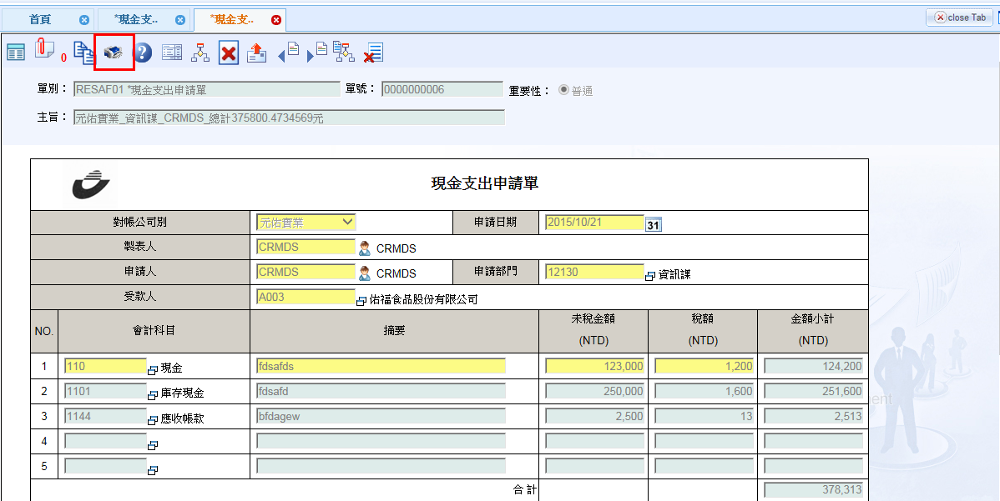 首頁 *現金支.. *現金支.. close Tab
0
單別： RESAF01 *現金支出申請單 單號： 0000000006 重要性： 普通
主旨： 元佑實業_資訊課_CRMDS_總計375800.4734569元
現金支出申請單
對帳公司別 元佑實業 申請日期 2015/10/21 31
製表人 CRMDS CRMDS
申請人 CRMDS CRMDS 申請部門 12130 資訊課
受款人 A003 佑福食品股份有限公司
NO. 會計科目 摘要 未稅金額 稅額 金額小計
(NTD) (NTD) (NTD)
1 110 現金 fdsafds 123,000 1,200 124,200
2 1101 庫存現金 fdsafd 250,000 1,600 251,600
3 1144 應收帳款 bfdagew 2,500 13 2,513
4
5
合計 378,313